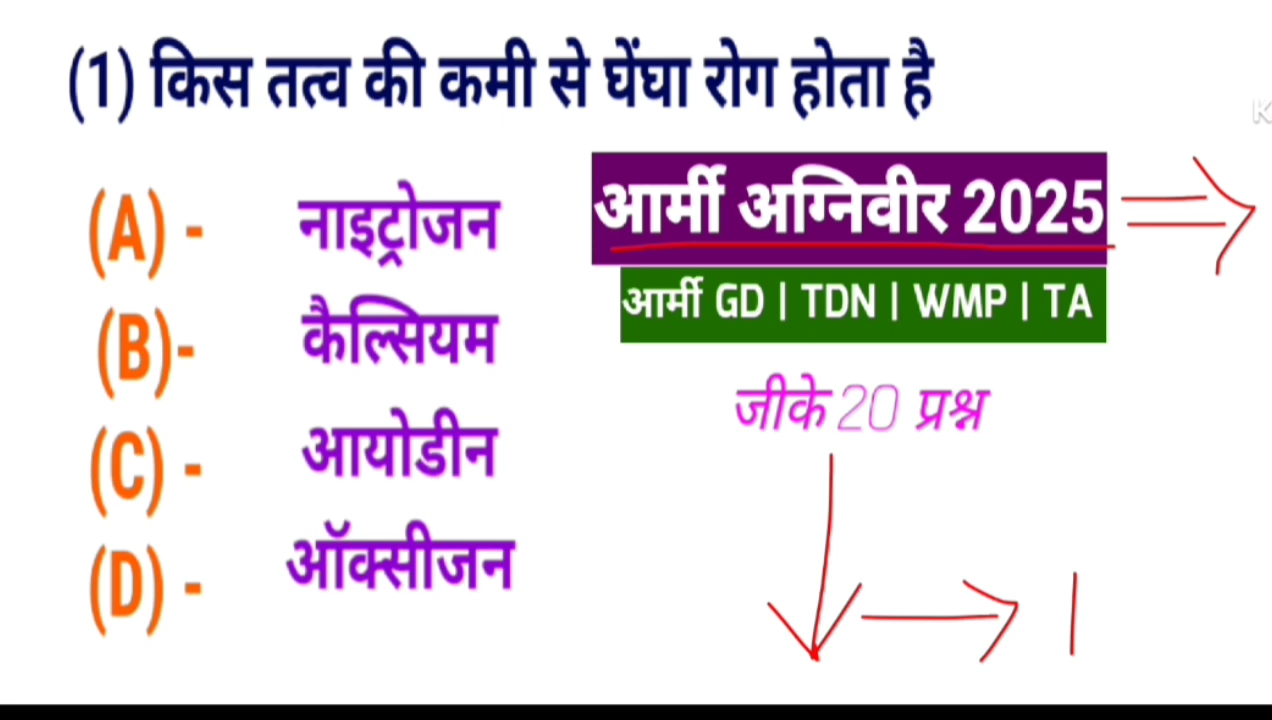 (1) किस तत्व की कमी से घेंघा रोग होता है
(A) - नाइट्रोजन
(B)- कैल्सियम
(C) - आयोडीन
(D) - ऑक्सीजन
आर्मी अग्निवीर 2025
आर्मी GD | TDN | WMP | TA
जीके 20 प्रश्न
K